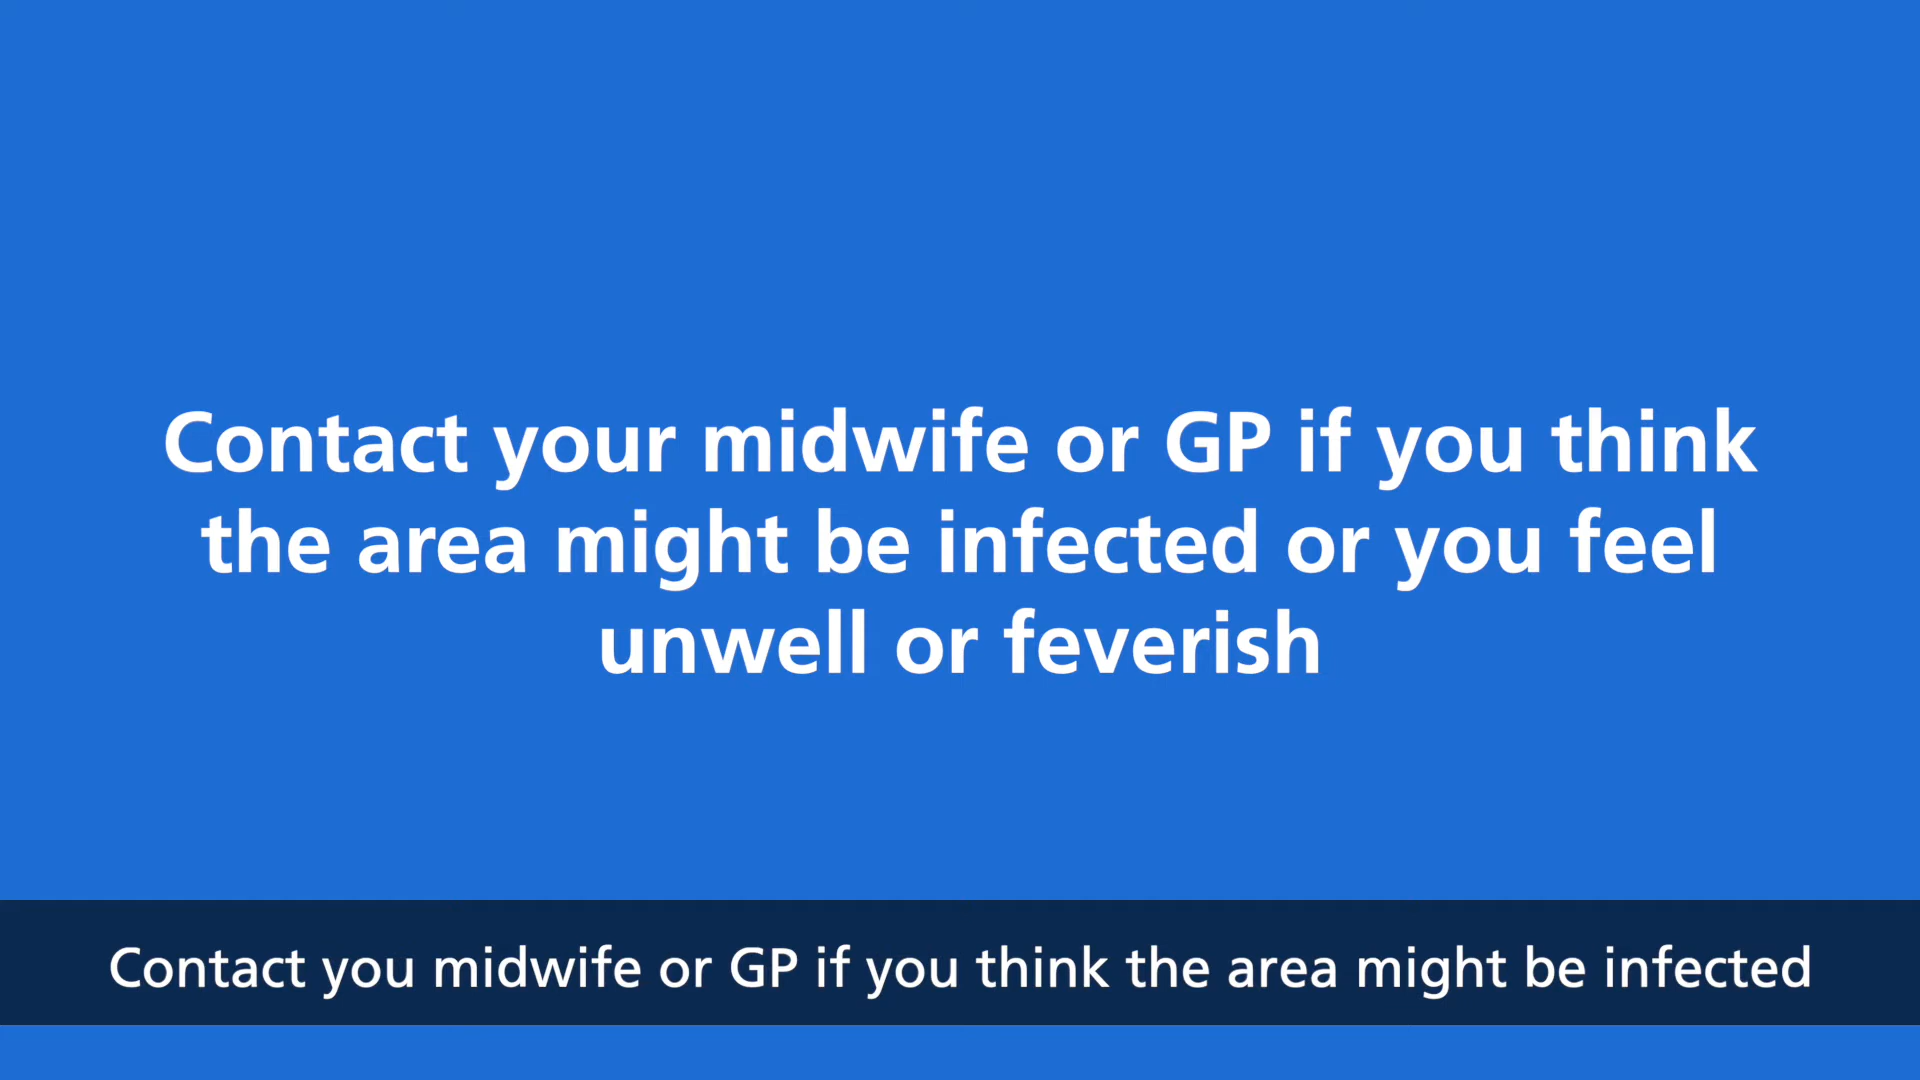 Contact your midwife or GP if you think
the area might be infected or you feel
unwell or feverish
Contact you midwife or GP if you think the area might be infected